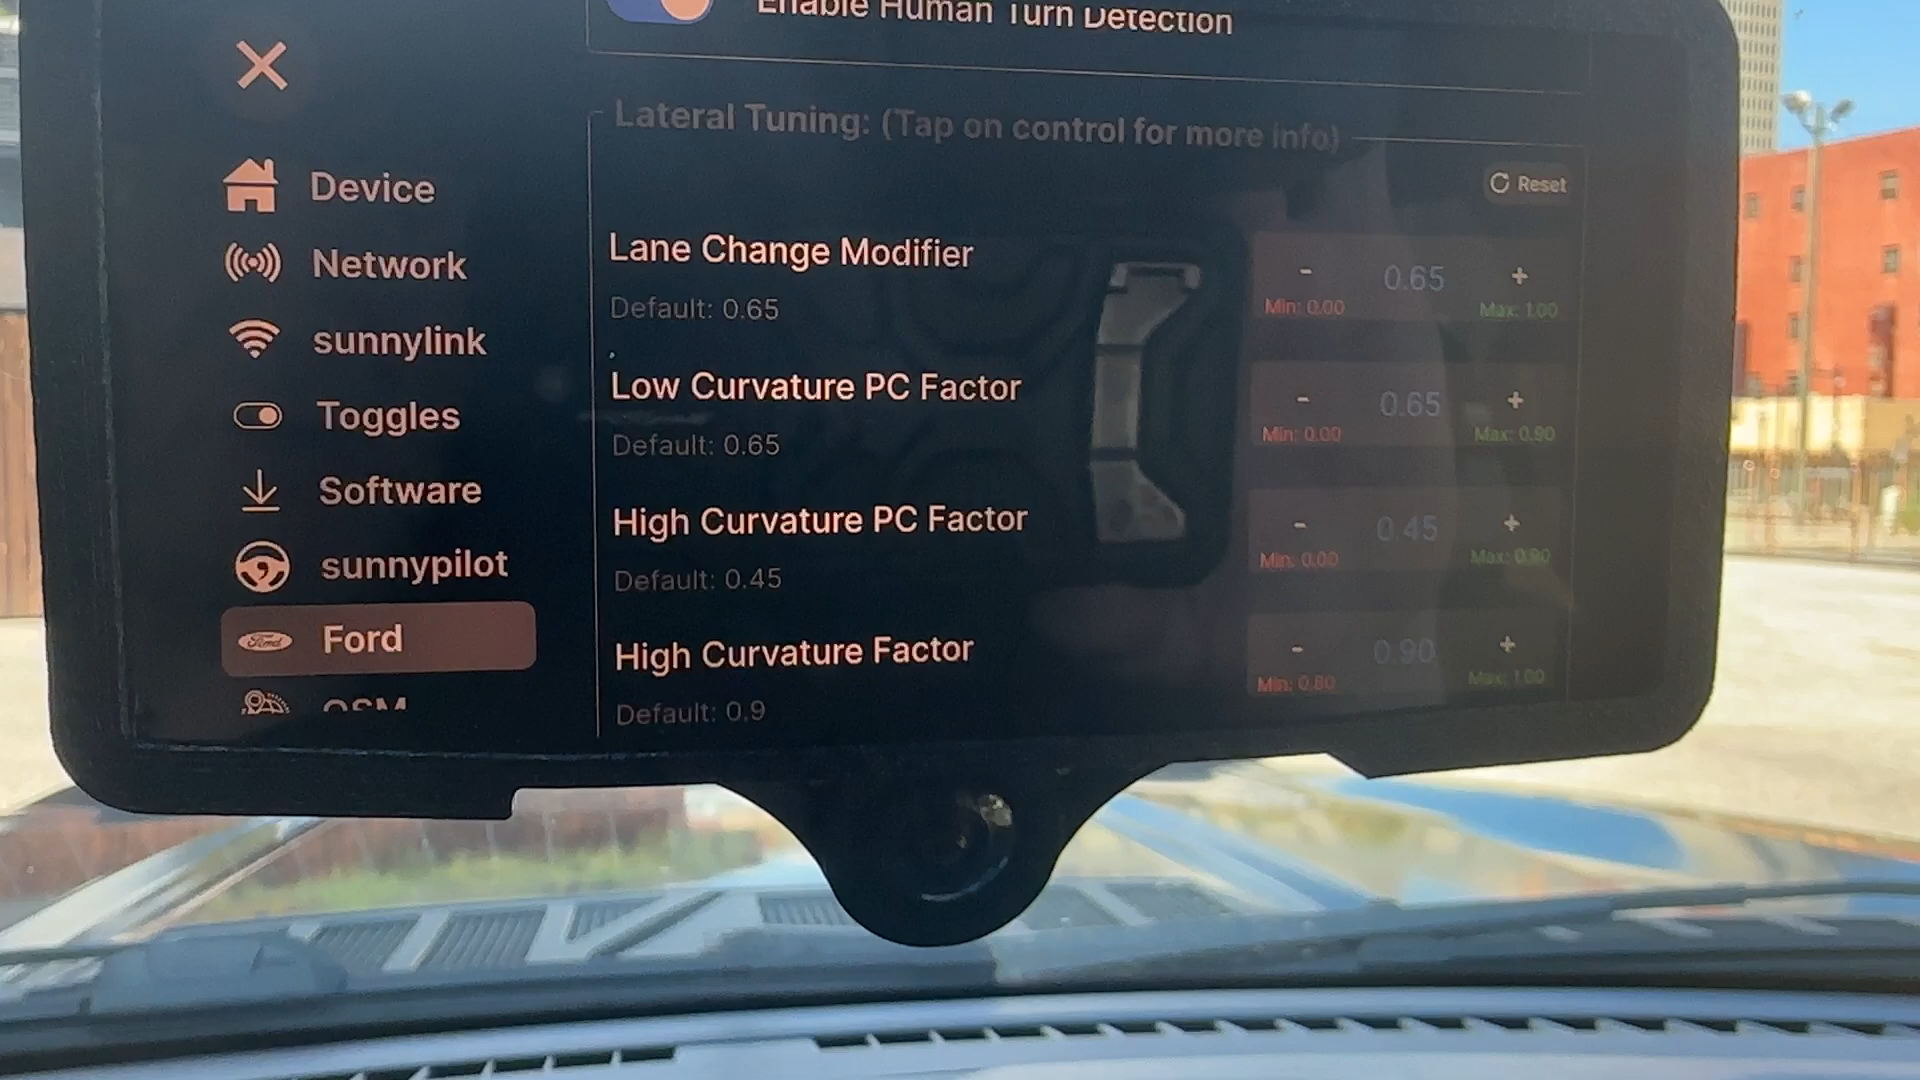 Enable Human Turn Detection
Lateral Tuning: (Tap on control for more info)
Reset
Device
Network
sunnylink
Toggles
Software
sunnypilot
Ford
Ford
OSM
Lane Change Modifier
Default: 0.65
- 0.65 +
Min: 0.00 Max: 1.00
Low Curvature PC Factor
Default: 0.65
- 0.65 +
Min: 0.00 Max: 0.90
High Curvature PC Factor
Default: 0.45
- 0.45 +
Min: 0.00 Max: 0.90
High Curvature Factor
Default: 0.9
- 0.90 +
Min: 0.80 Max: 1.00